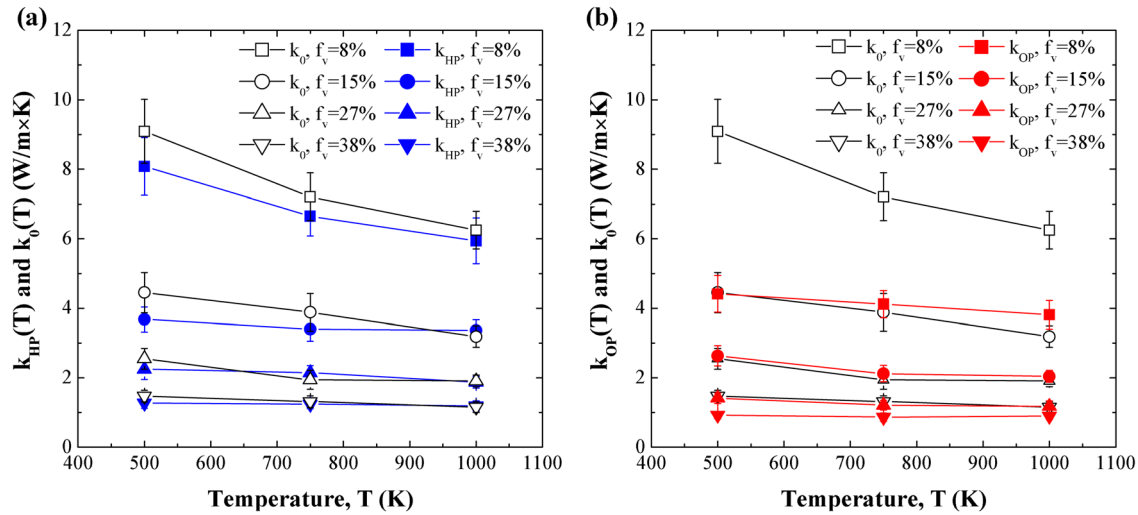 (a)
12
10
8
6
4
2
0
k_HP(T) and k_0(T) (W/m×K)
k_0, f_v=8%
k_0, f_v=15%
k_0, f_v=27%
k_0, f_v=38%
k_HP, f_v=8%
k_HP, f_v=15%
k_HP, f_v=27%
k_HP, f_v=38%
400 500 600 700 800 900 1000 1100
Temperature, T (K)
(b)
12
10
8
6
4
2
0
k_OP(T) and k_0(T) (W/m×K)
k_0, f_v=8%
k_0, f_v=15%
k_0, f_v=27%
k_0, f_v=38%
k_OP, f_v=8%
k_OP, f_v=15%
k_OP, f_v=27%
k_OP, f_v=38%
400 500 600 700 800 900 1000 1100
Temperature, T (K)